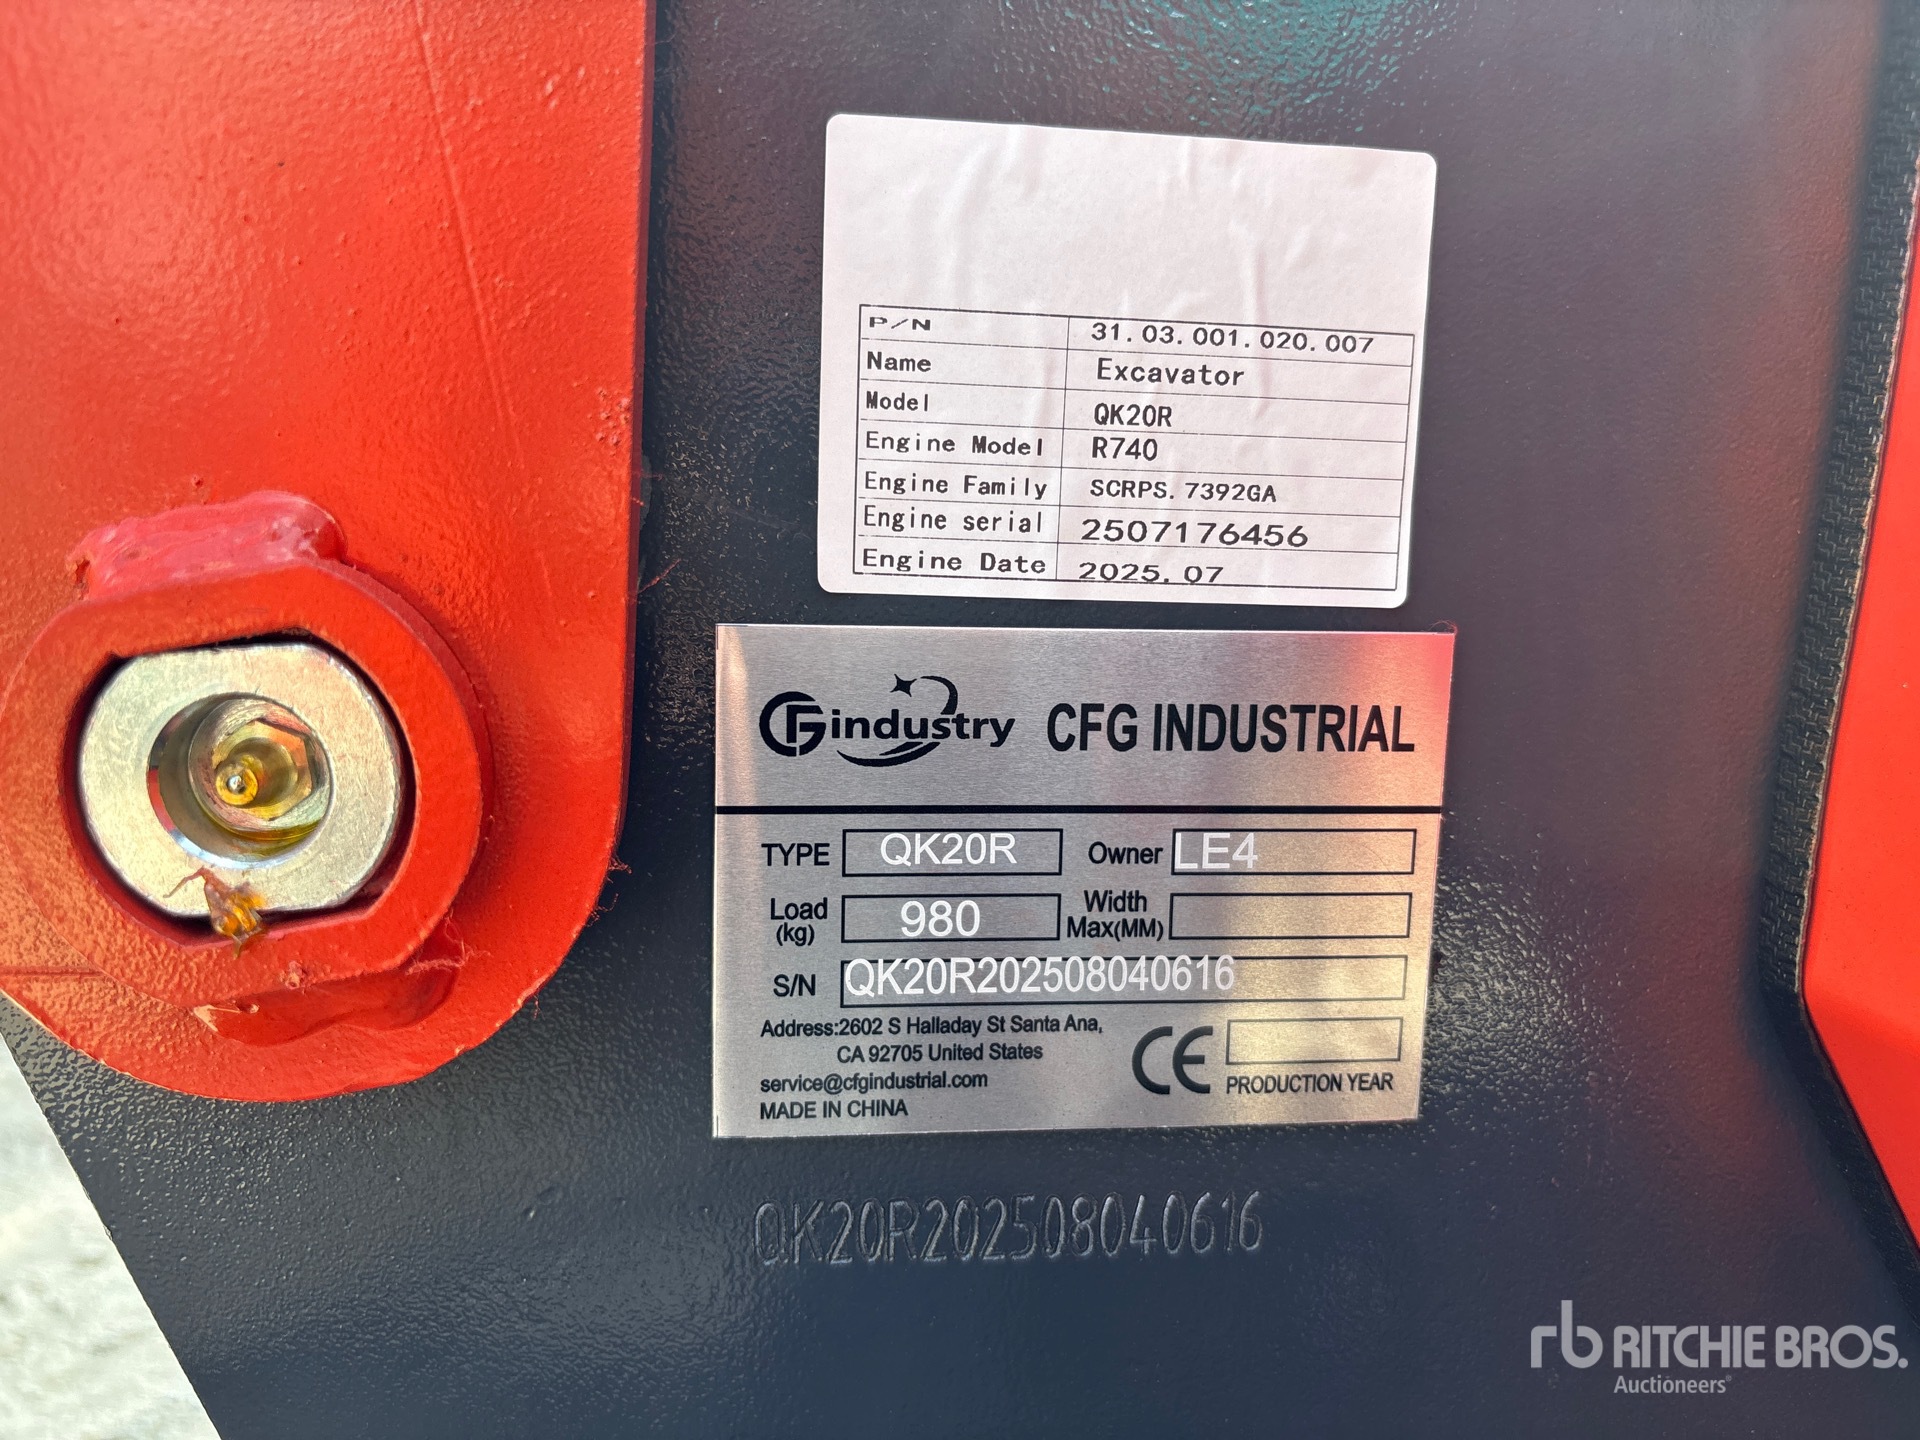 P/N 31.03.001.020.007
Name Excavator
Model QK20R
Engine Model R740
Engine Family SCRPS.7392GA
Engine serial 2507176456
Engine Date 2025.07
CFG industry CFG INDUSTRIAL
TYPE QK20R Owner LE4
Load (kg) 980 Width Max(MM)
S/N QK20R202508040616
Address:2602 S Halladay St Santa Ana,
CA 92705 United States
service@cfgindustrial.com
MADE IN CHINA
CE PRODUCTION YEAR
QK20R202508040616
rb RITCHIE BROS.
Auctioneers